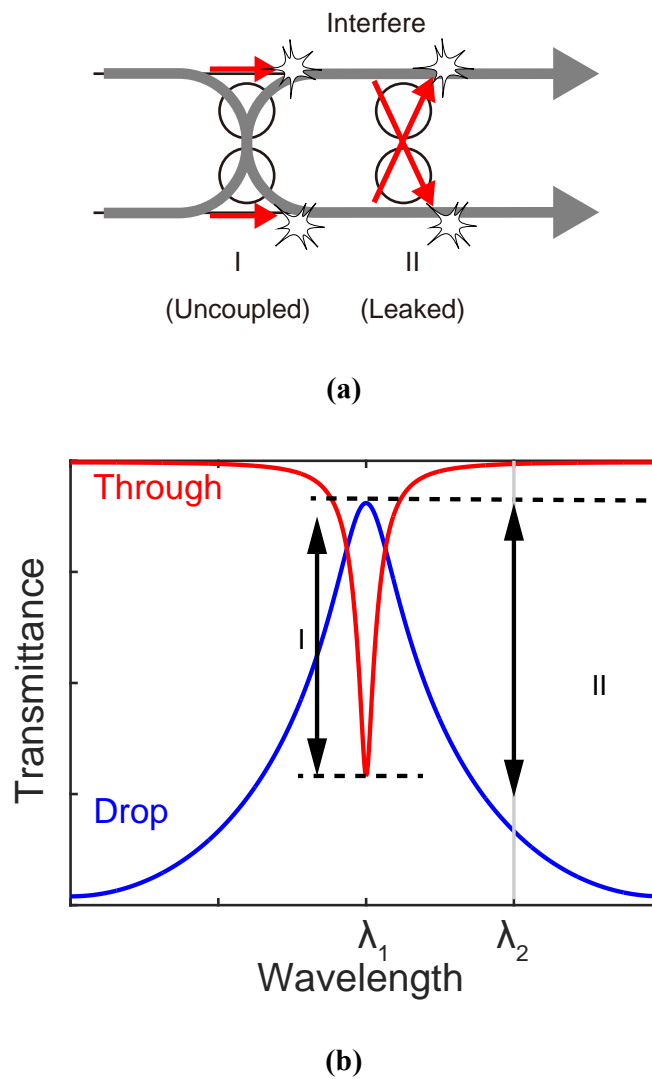 Interfere
I
II
(Uncoupled)
(Leaked)
(a)
Through
I
II
Drop
Transmittance
λ1
λ2
Wavelength
(b)